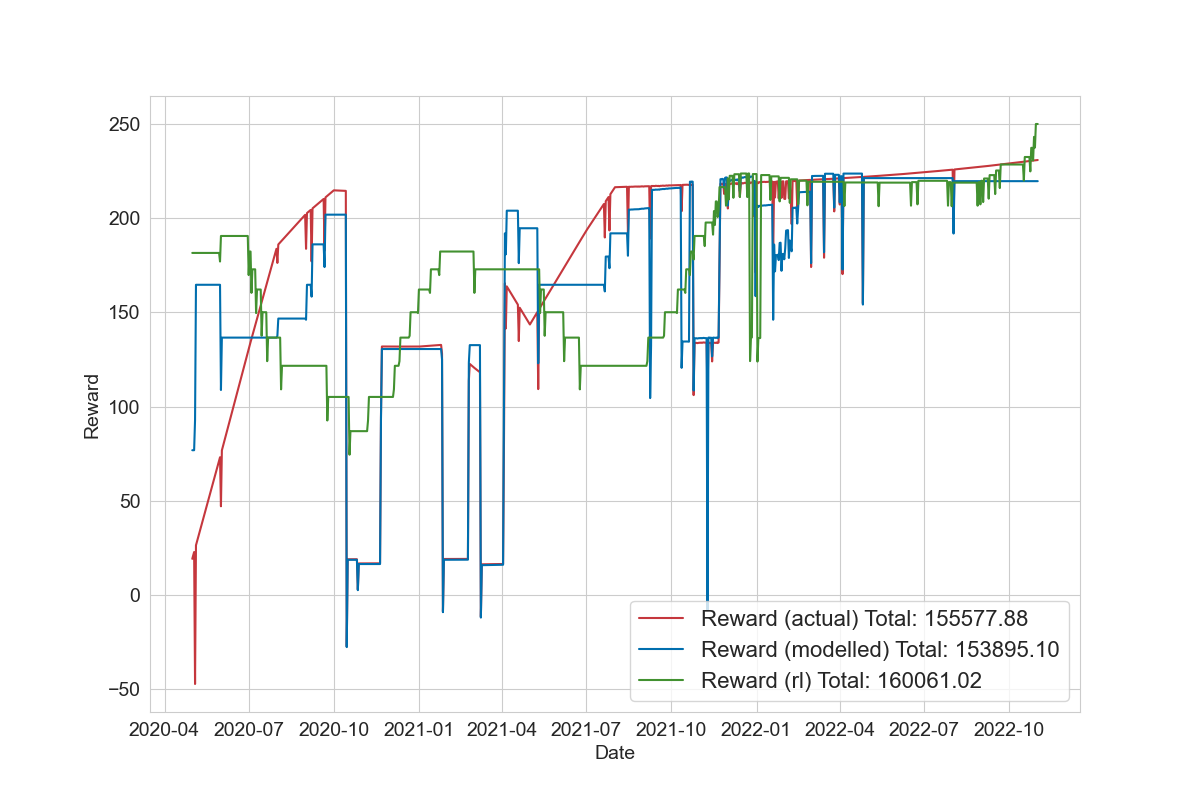 250
200
150
100
50
0
−50
Reward
Reward (actual) Total: 155577.88
Reward (modelled) Total: 153895.10
Reward (rl) Total: 160061.02
2020-04 2020-07 2020-10 2021-01 2021-04 2021-07 2021-10 2022-01 2022-04 2022-07 2022-10
Date